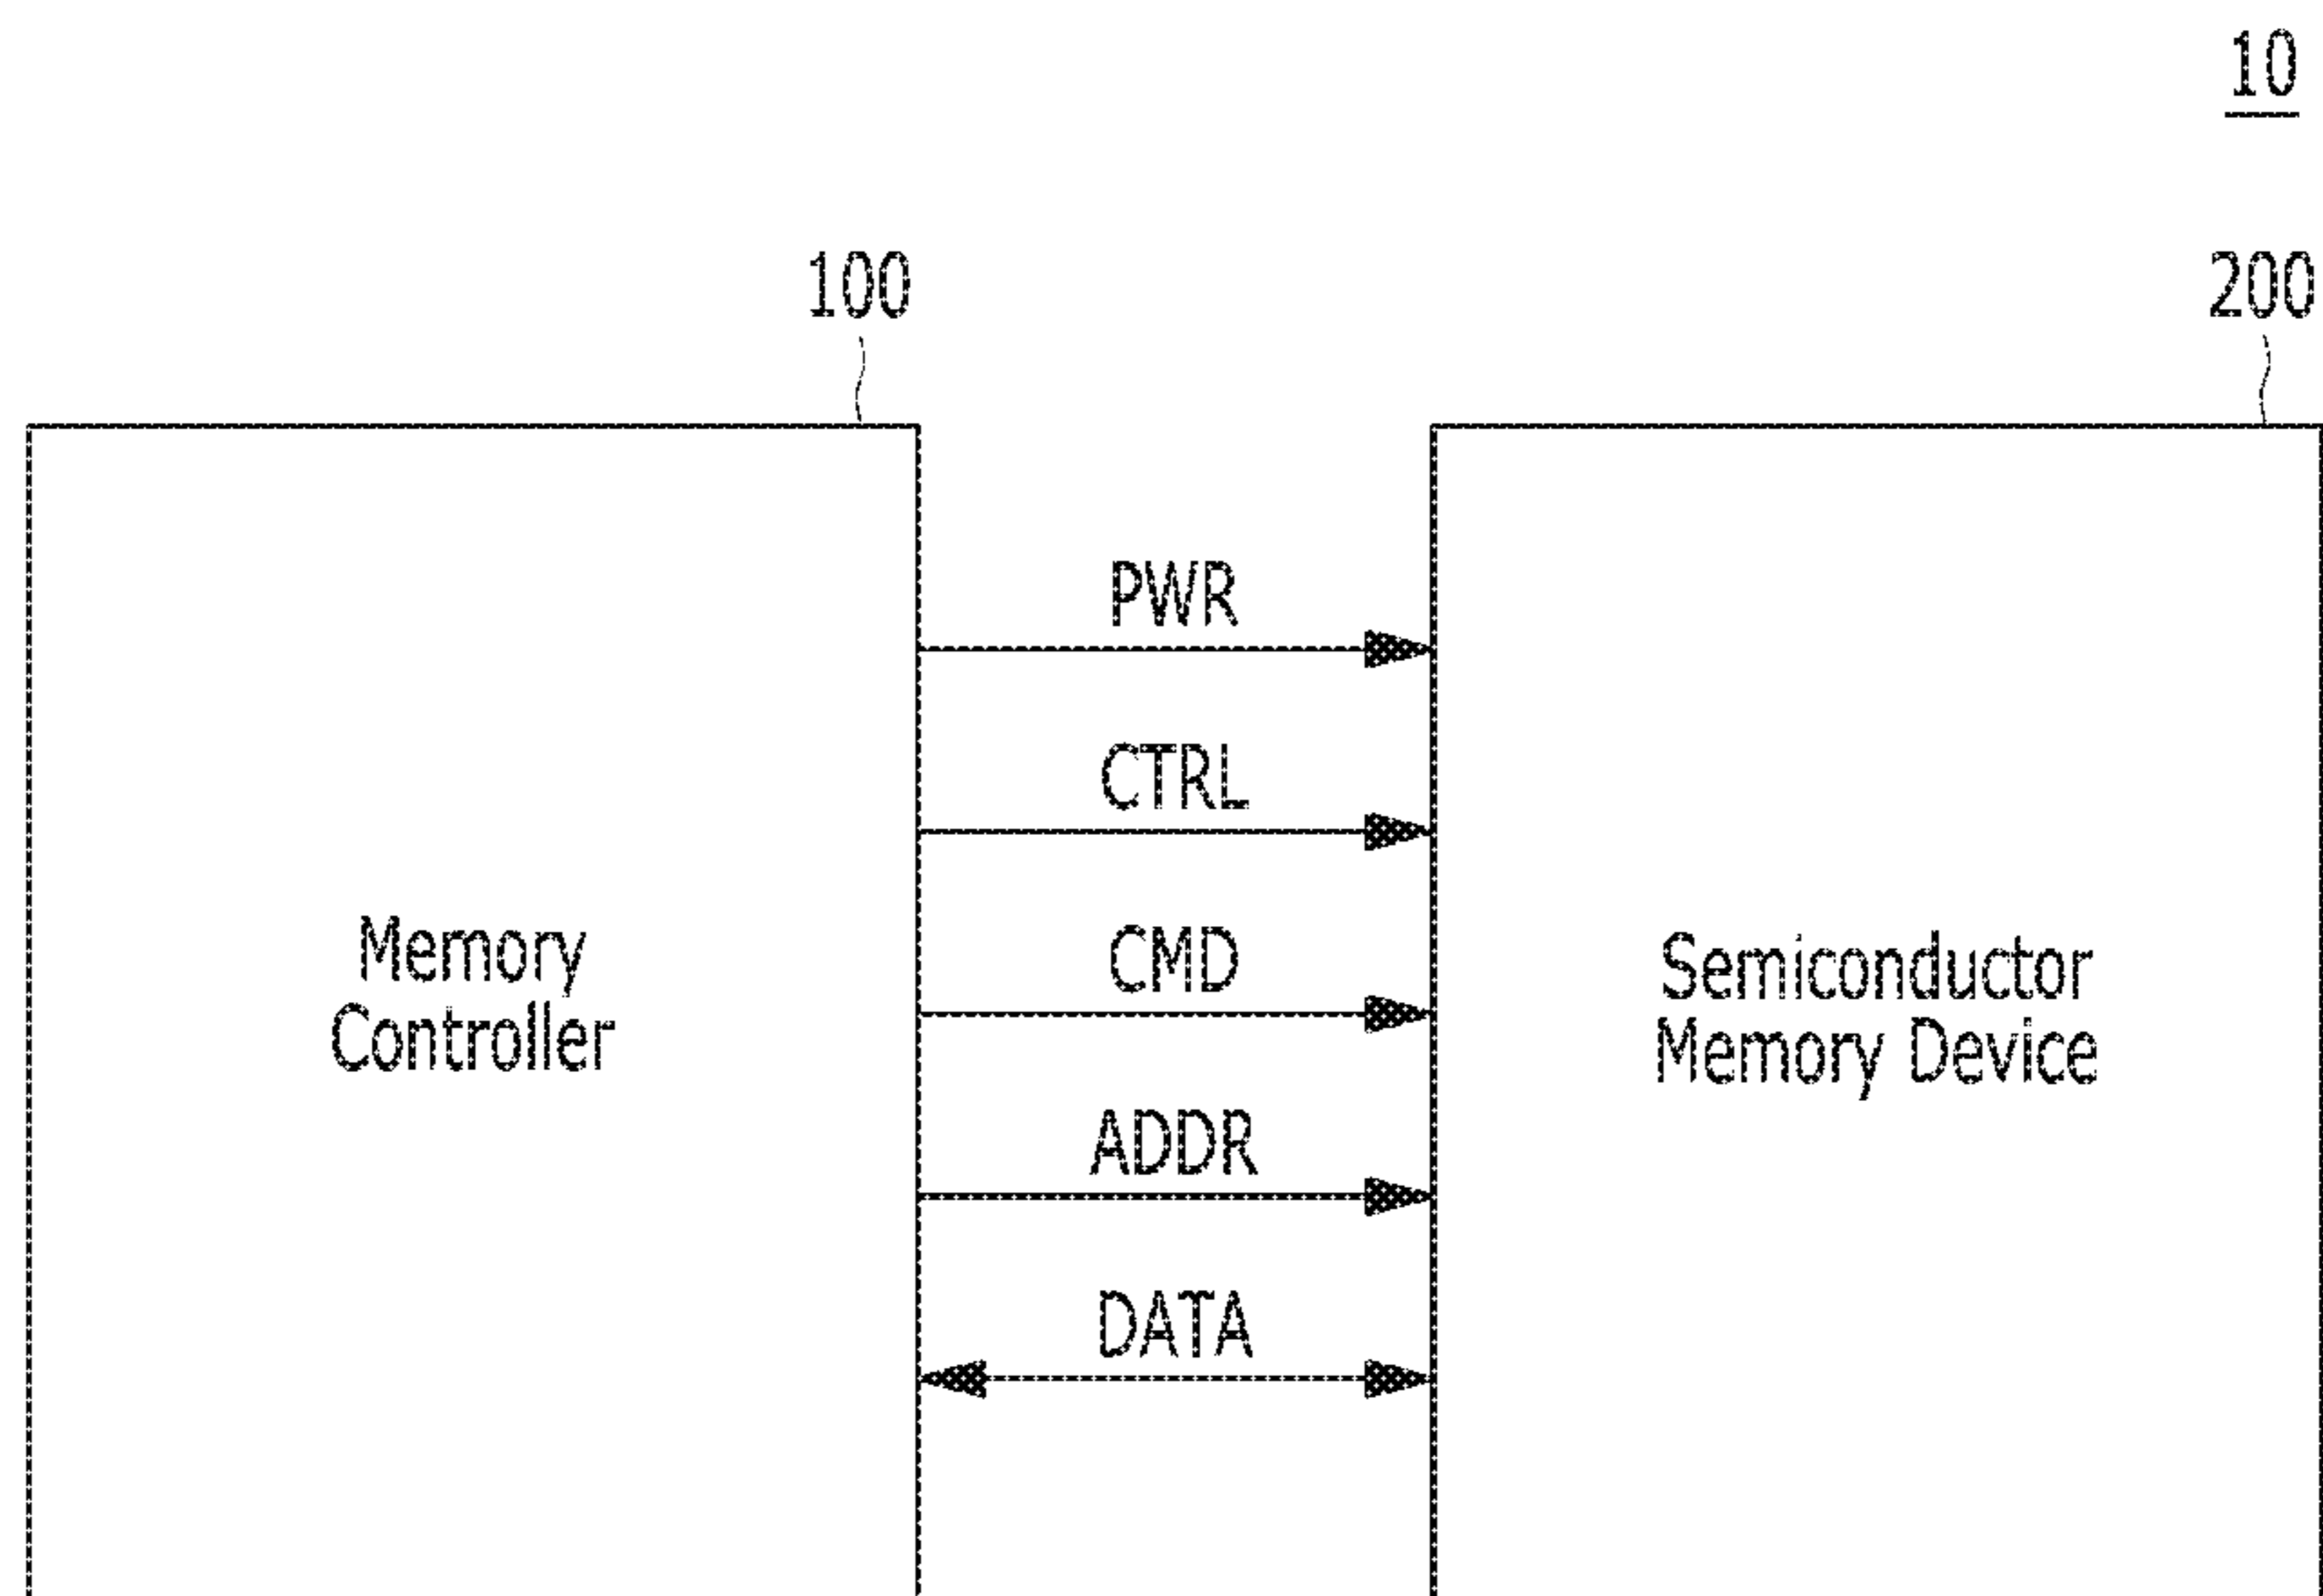 10
100
200
PWR
CTRL
CMD
ADDR
DATA
Memory
Controller
Semiconductor
Memory Device